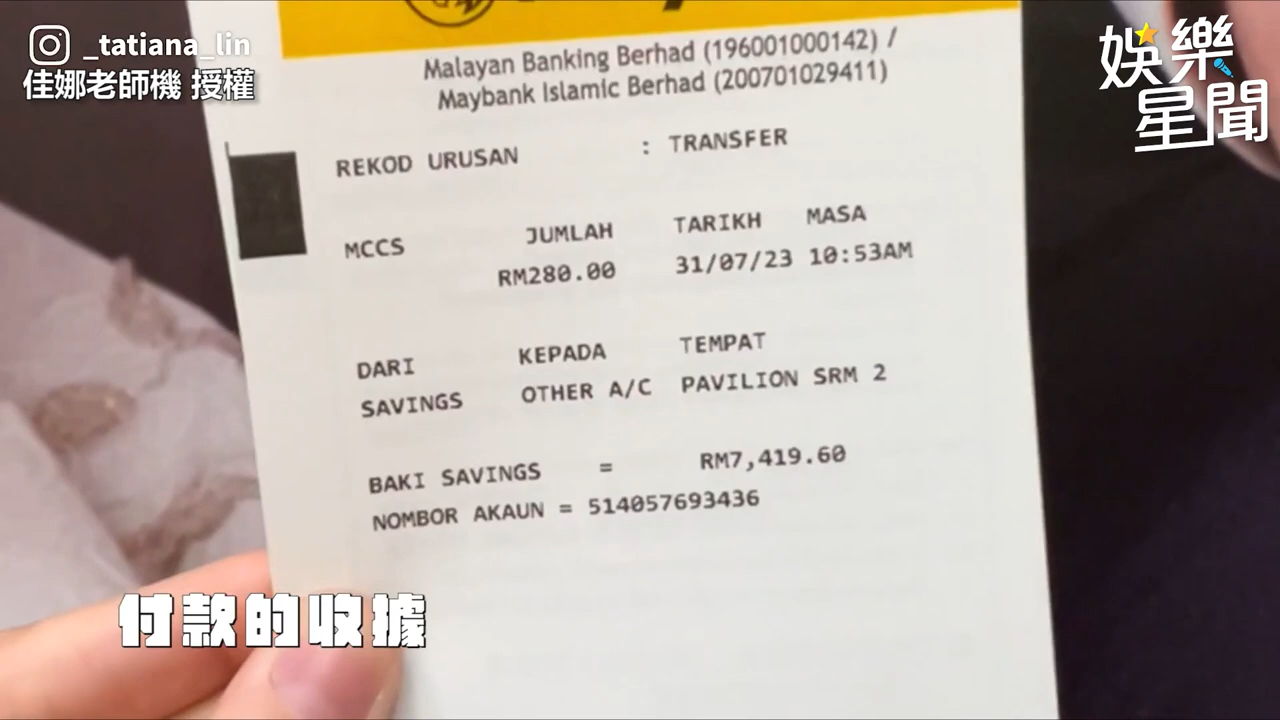 _tatiana_lin
佳娜老師機 授權
娛樂
星聞
Malayan Banking Berhad (196001000142) /
Maybank Islamic Berhad (200701029411)
REKOD URUSAN : TRANSFER
JUMLAH TARIKH MASA
MCCS RM280.00 31/07/23 10:53AM
DARI KEPADA TEMPAT
SAVINGS OTHER A/C PAVILION SRM 2
BAKI SAVINGS = RM7,419.60
NOMBOR AKAUN = 514057693436
付款的收據